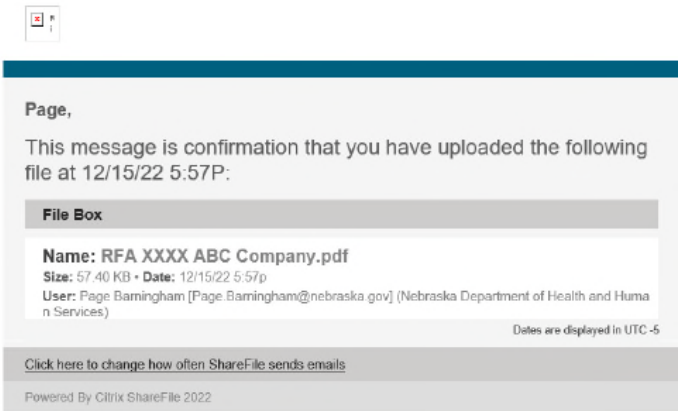 Page,
This message is confirmation that you have uploaded the following
file at 12/15/22 5:57P:
File Box
Name: RFA XXXX ABC Company.pdf
Size: 57.40 KB • Date: 12/15/22 5:57p
User: Page Barningham [Page.Barningham@nebraska.gov] (Nebraska Department of Health and Huma
n Services)
Dates are displayed in UTC -5
Click here to change how often ShareFile sends emails
Powered By Citrix ShareFile 2022